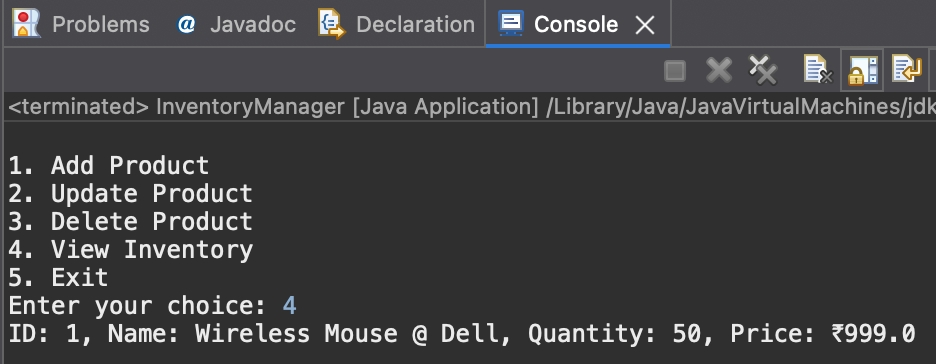 Problems @ Javadoc Declaration Console
<terminated> InventoryManager [Java Application] /Library/Java/JavaVirtualMachines/jdk
1. Add Product
2. Update Product
3. Delete Product
4. View Inventory
5. Exit
Enter your choice: 4
ID: 1, Name: Wireless Mouse @ Dell, Quantity: 50, Price: ₹999.0